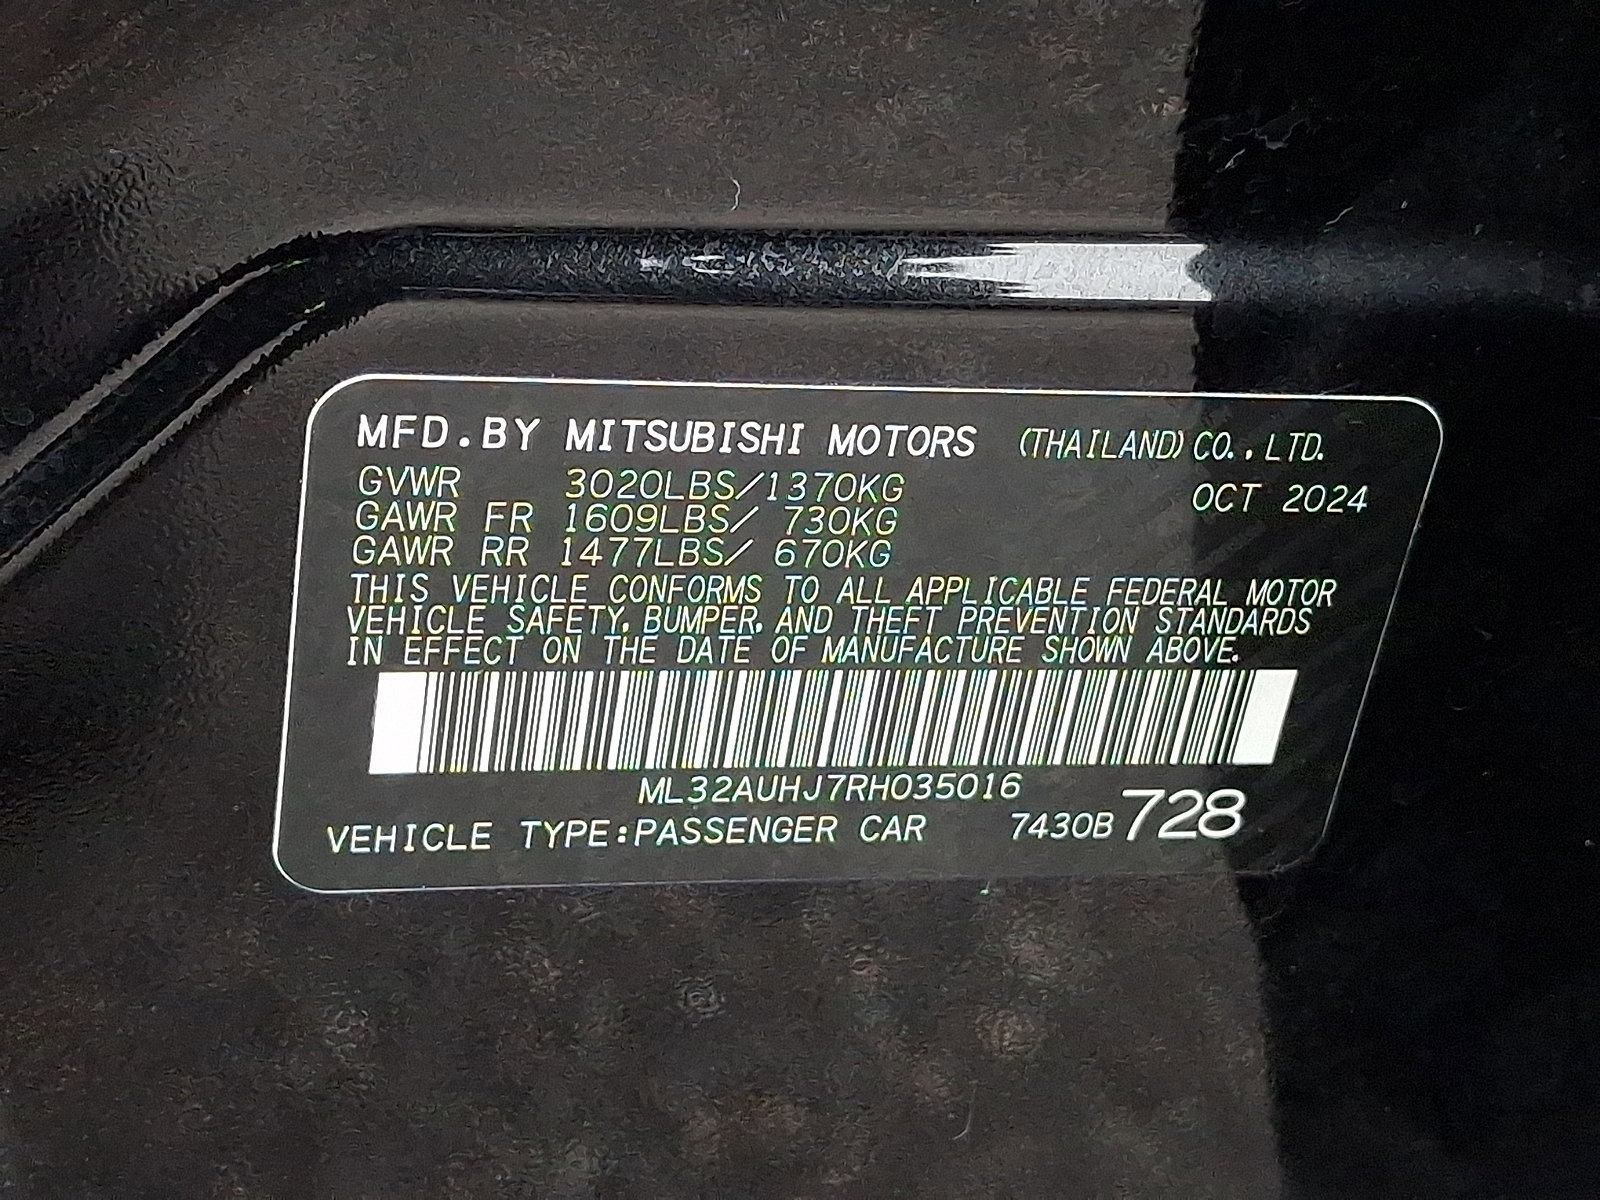 MFD.BY MITSUBISHI MOTORS (THAILAND) CO., LTD.
GVWR 3020LBS/1370KG OCT 2024
GAWR FR 1609LBS/ 730KG
GAWR RR 1477LBS/ 670KG
THIS VEHICLE CONFORMS TO ALL APPLICABLE FEDERAL MOTOR
VEHICLE SAFETY, BUMPER, AND THEFT PREVENTION STANDARDS
IN EFFECT ON THE DATE OF MANUFACTURE SHOWN ABOVE.
ML32AUHJ7RH035016
VEHICLE TYPE:PASSENGER CAR 7430B728